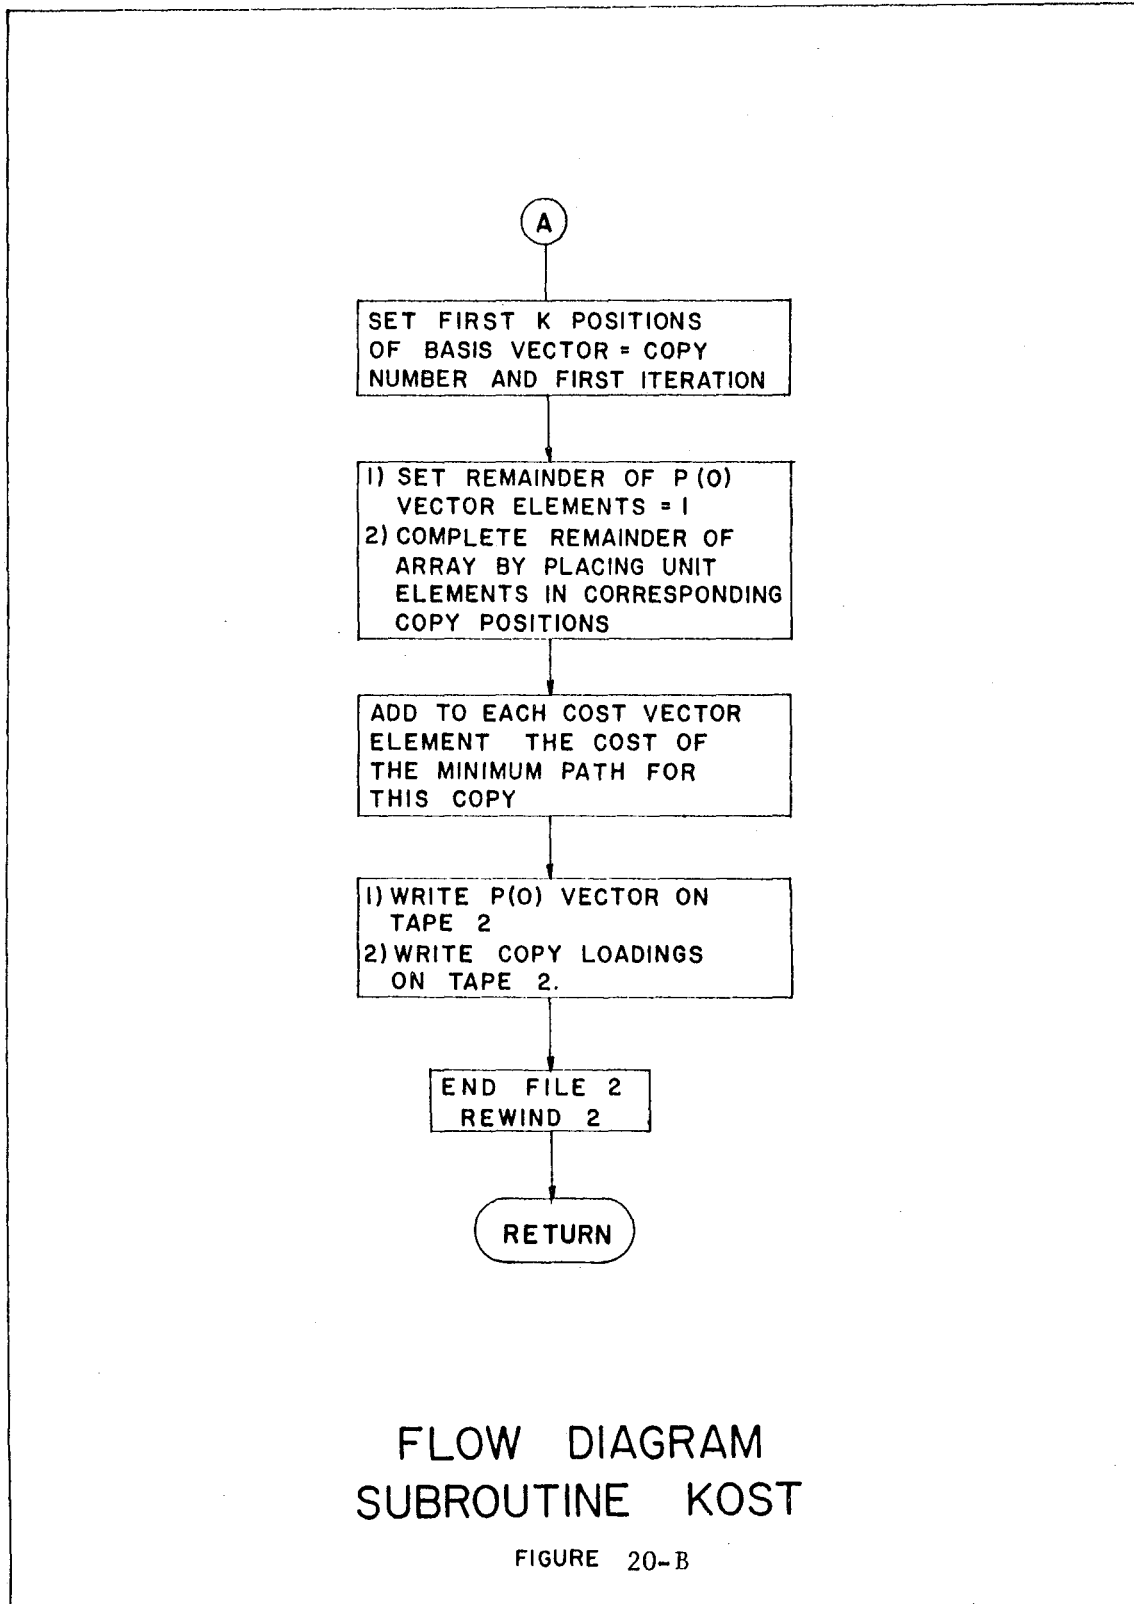 A
SET FIRST K POSITIONS
OF BASIS VECTOR = COPY
NUMBER AND FIRST ITERATION
1) SET REMAINDER OF P(0)
VECTOR ELEMENTS = 1
2) COMPLETE REMAINDER OF
ARRAY BY PLACING UNIT
ELEMENTS IN CORRESPONDING
COPY POSITIONS
ADD TO EACH COST VECTOR
ELEMENT THE COST OF
THE MINIMUM PATH FOR
THIS COPY
1) WRITE P(0) VECTOR ON
TAPE 2
2) WRITE COPY LOADINGS
ON TAPE 2.
END FILE 2
REWIND 2
RETURN
FLOW DIAGRAM
SUBROUTINE KOST
FIGURE 20-B